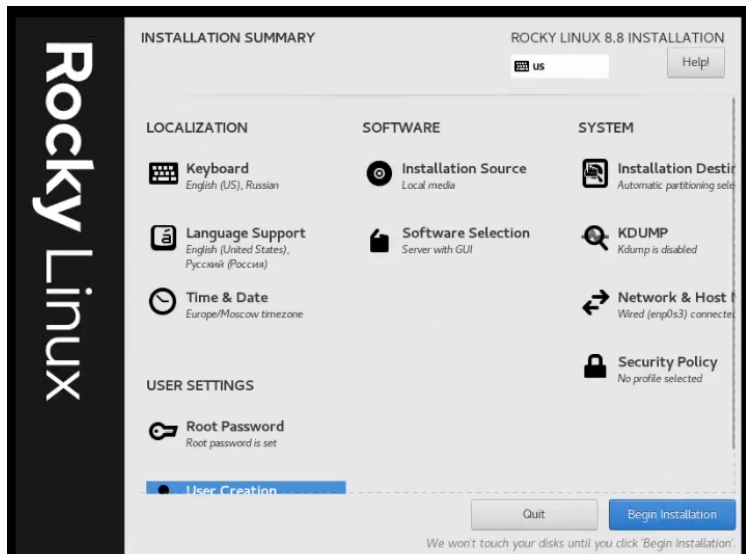 Rocky Linux
INSTALLATION SUMMARY
ROCKY LINUX 8.8 INSTALLATION
us
Help!
LOCALIZATION
Keyboard
English (US), Russian
Language Support
English (United States),
Русский (Россия)
Time & Date
Europe/Moscow timezone
USER SETTINGS
Root Password
Root password is set
User Creation
SOFTWARE
Installation Source
Local media
Software Selection
Server with GUI
SYSTEM
Installation Destin
Automatic partitioning sele
KDUMP
Kdump is disabled
Network & Host N
Wired (enp0s3) connected
Security Policy
No profile selected
Quit
Begin Installation
We won't touch your disks until you click 'Begin Installation'.